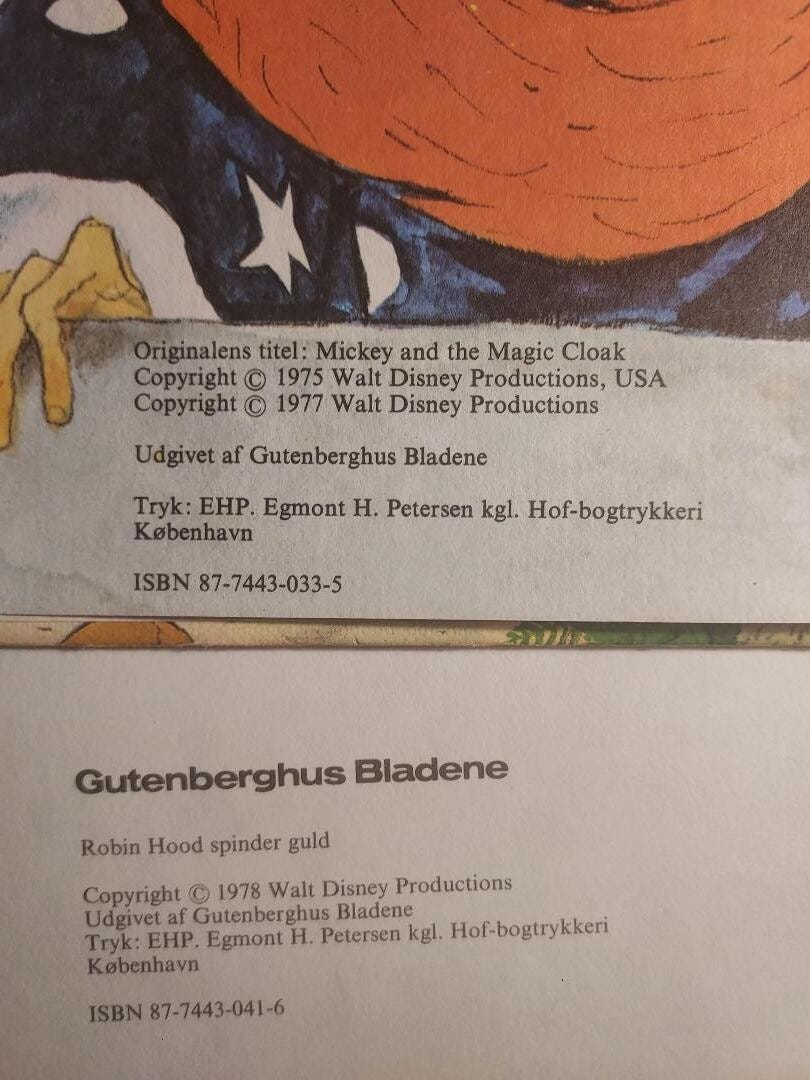 Originalens titel: Mickey and the Magic Cloak
Copyright © 1975 Walt Disney Productions, USA
Copyright © 1977 Walt Disney Productions
Udgivet af Gutenberghus Bladene
Tryk: EHP. Egmont H. Petersen kgl. Hof-bogtrykkeri
København
ISBN 87-7443-033-5
Gutenberghus Bladene
Robin Hood spinder guld
Copyright © 1978 Walt Disney Productions
Udgivet af Gutenberghus Bladene
Tryk: EHP. Egmont H. Petersen kgl. Hof-bogtrykkeri
København
ISBN 87-7443-041-6